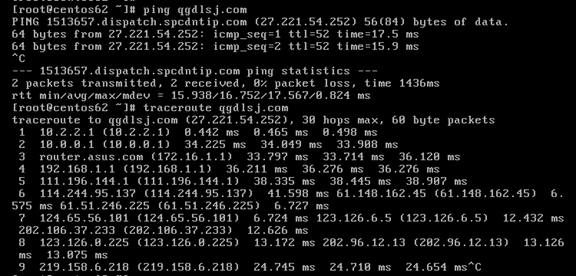 [root@centos62 ~]# ping qgdlsj.com
PING 1513657.dispatch.spcdntip.com (27.221.54.252) 56(84) bytes of data.
64 bytes from 27.221.54.252: icmp_seq=1 ttl=52 time=17.5 ms
64 bytes from 27.221.54.252: icmp_seq=2 ttl=52 time=15.9 ms
^C
--- 1513657.dispatch.spcdntip.com ping statistics ---
2 packets transmitted, 2 received, 0% packet loss, time 1436ms
rtt min/avg/max/mdev = 15.938/16.752/17.567/0.824 ms
[root@centos62 ~]# traceroute qgdlsj.com
traceroute to qgdlsj.com (27.221.54.252), 30 hops max, 60 byte packets
1 10.2.2.1 (10.2.2.1) 0.442 ms 0.465 ms 0.498 ms
2 10.0.0.1 (10.0.0.1) 34.225 ms 34.049 ms 33.908 ms
3 router.asus.com (172.16.1.1) 33.797 ms 33.714 ms 36.120 ms
4 192.168.1.1 (192.168.1.1) 36.211 ms 36.276 ms 36.276 ms
5 111.196.144.1 (111.196.144.1) 38.335 ms 38.445 ms 38.907 ms
6 114.244.95.137 (114.244.95.137) 41.598 ms 61.148.162.45 (61.148.162.45) 6.
575 ms 61.51.246.225 (61.51.246.225) 6.727 ms
7 124.65.56.101 (124.65.56.101) 6.724 ms 123.126.6.5 (123.126.6.5) 12.432 ms
202.106.37.233 (202.106.37.233) 12.626 ms
8 123.126.0.225 (123.126.0.225) 13.172 ms 202.96.12.13 (202.96.12.13) 13.126
ms 13.075 ms
9 219.158.6.218 (219.158.6.218) 24.745 ms 24.710 ms 24.654 ms^C